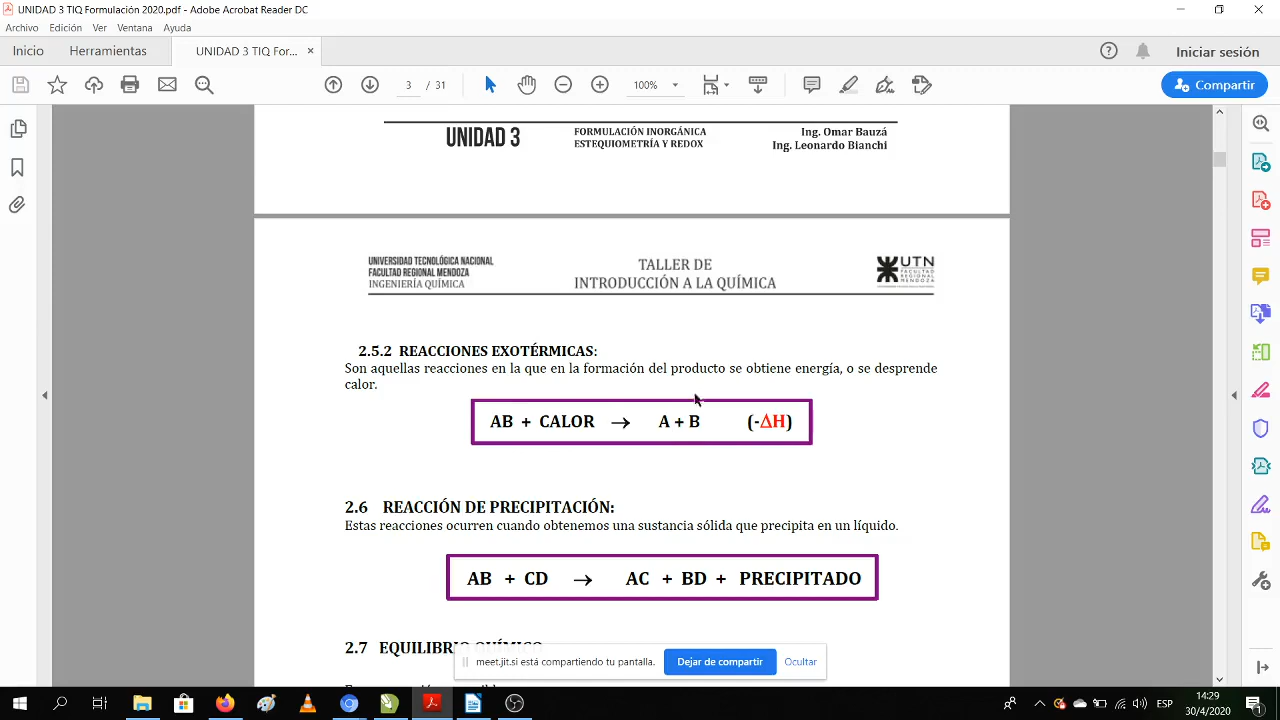 UNIDAD 3 TIQ Formulación 2020.pdf - Adobe Acrobat Reader DC
Archivo Edición Ver Ventana Ayuda
Inicio Herramientas UNIDAD 3 TIQ For... × Iniciar sesión
3 / 31 100% Compartir
UNIDAD 3
FORMULACIÓN INORGÁNICA
ESTEQUIOMETRÍA Y REDOX
Ing. Omar Bauzá
Ing. Leonardo Bianchi
UNIVERSIDAD TECNOLÓGICA NACIONAL
FACULTAD REGIONAL MENDOZA
INGENIERÍA QUÍMICA
TALLER DE
INTRODUCCIÓN A LA QUÍMICA
UTN
FACULTAD
REGIONAL
MENDOZA
2.5.2 REACCIONES EXOTÉRMICAS:
Son aquellas reacciones en la que en la formación del producto se obtiene energía, o se desprende
calor.
AB + CALOR → A + B (-ΔH)
2.6 REACCIÓN DE PRECIPITACIÓN:
Estas reacciones ocurren cuando obtenemos una sustancia sólida que precipita en un líquido.
AB + CD → AC + BD + PRECIPITADO
2.7 EQUILIBRIO QUÍMICO
meet.jit.si está compartiendo tu pantalla. Dejar de compartir Ocultar
ESP
14:29
30/4/2020
1